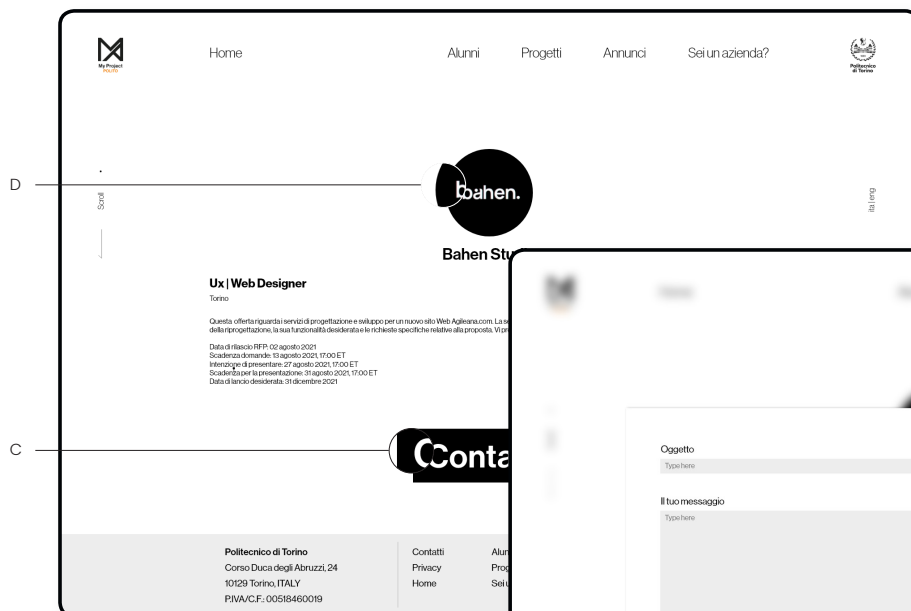 My Project
POLITO
Home
Alunni
Progetti
Annunci
Sei un azienda?
Politecnico
di Torino
D
Scroll
ita | eng
bahen.
Bahen
Ux | Web Designer
Torino
Questa offerta riguarda i servizi di progettazione e sviluppo per un nuovo sito Web Agileana.com. La
della riprogettazione, la sua funzionalità desiderata e le richieste specifiche relative alla proposta. Vi
Data di rilascio RFP: 02 agosto 2021
Scadenza domande: 13 agosto 2021, 17:00 ET
Intenzione di presentare: 27 agosto 2021, 17:00 ET
Scadenza per la presentazione: 31 agosto 2021, 17:00 ET
Data di lancio desiderata: 31 dicembre 2021
C
Conta
Oggetto
Type here
Il tuo messaggio
Type here
Politecnico di Torino
Corso Duca degli Abruzzi, 24
10129 Torino, ITALY
P.IVA/C.F.: 00518460019
Contatti
Privacy
Home
Alun
Prog
Sei